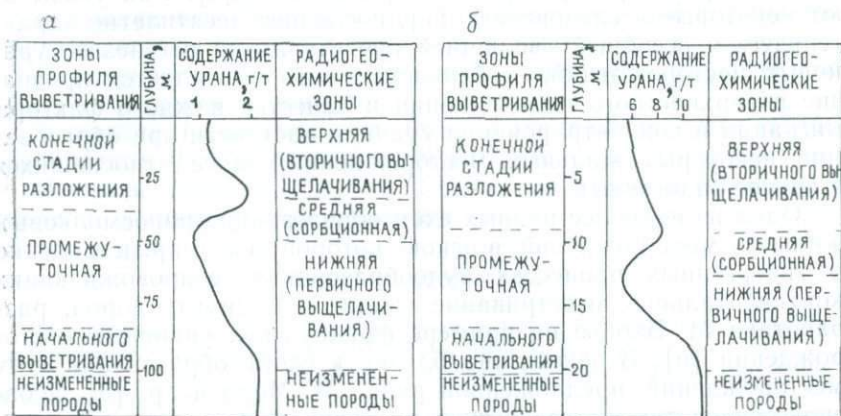 а
ЗОНЫ
ПРОФИЛЯ
ВЫВЕТРИВАНИЯ
ГЛУБИНА,
м
СОДЕРЖАНИЕ
УРАНА, г/т
1 2
РАДИОГЕО-
ХИМИЧЕСКИЕ
ЗОНЫ
КОНЕЧНОЙ
СТАДИИ
РАЗЛОЖЕНИЯ
ПРОМЕЖУ-
ТОЧНАЯ
НАЧАЛЬНОГО
ВЫВЕТРИВАНИЯ
НЕИЗМЕНЕННЫЕ
ПОРОДЫ
25
50
75
100
ВЕРХНЯЯ
(ВТОРИЧНОГО ВЫ-
ЩЕЛАЧИВАНИЯ)
СРЕДНЯЯ
(СОРБЦИОННАЯ)
НИЖНЯЯ
(ПЕРВИЧНОГО
ВЫЩЕЛАЧИ-
ВАНИЯ)
НЕИЗМЕНЕН-
НЫЕ ПОРОДЫ
б
ЗОНЫ
ПРОФИЛЯ
ВЫВЕТРИВАНИЯ
ГЛУБИНА,
м
СОДЕРЖАНИЕ
УРАНА, г/т
6 8 10
РАДИОГЕО-
ХИМИЧЕСКИЕ
ЗОНЫ
КОНЕЧНОЙ
СТАДИИ
РАЗЛОЖЕНИЯ
ПРОМЕЖУ-
ТОЧНАЯ
НАЧАЛЬНОГО
ВЫВЕТРИВАНИЯ
НЕИЗМЕНЕННЫЕ
ПОРОДЫ
5
10
15
20
ВЕРХНЯЯ
(ВТОРИЧНОГО ВЫ-
ЩЕЛАЧИВАНИЯ)
СРЕДНЯЯ
(СОРБЦИОННАЯ)
НИЖНЯЯ (ПЕР-
ВИЧНОГО ВЫЩЕ-
ЛАЧИВАНИЯ)
НЕИЗМЕНЕН-
НЫЕ ПОРОДЫ